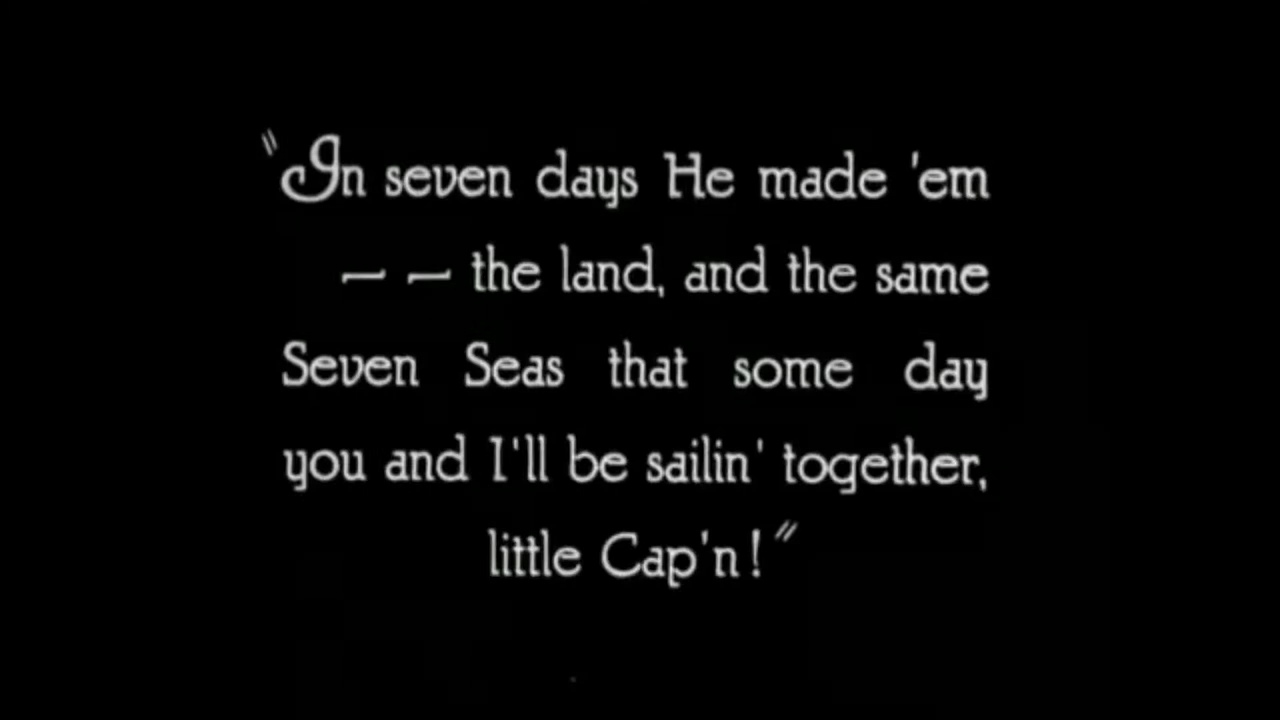 "In seven days He made 'em
— — the land, and the same
Seven Seas that some day
you and I'll be sailin' together,
little Cap'n!"